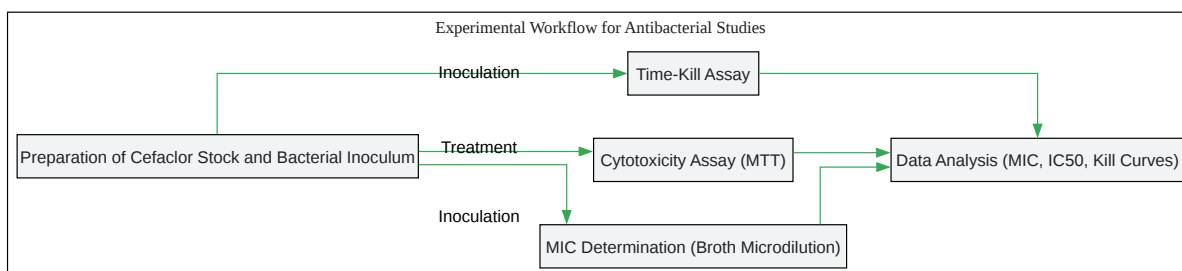 Experimental Workflow for Antibacterial Studies
Inoculation
Time-Kill Assay
Preparation of Cefaclor Stock and Bacterial Inoculum
Treatment
Cytotoxicity Assay (MTT)
Data Analysis (MIC, IC50, Kill Curves)
Inoculation
MIC Determination (Broth Microdilution)